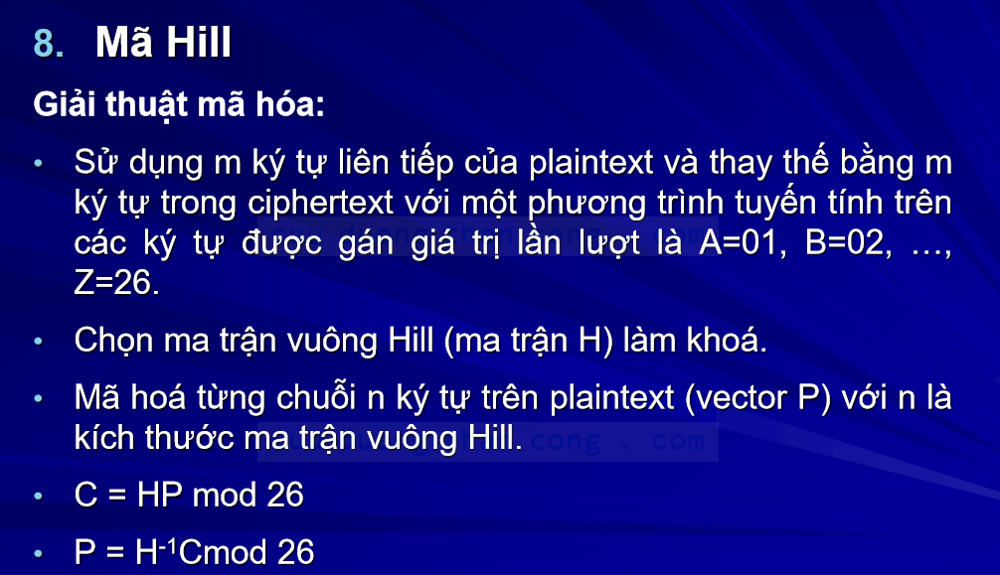 8. Mã Hill
Giải thuật mã hóa:
• Sử dụng m ký tự liên tiếp của plaintext và thay thế bằng m
ký tự trong ciphertext với một phương trình tuyến tính trên
các ký tự được gán giá trị lần lượt là A=01, B=02, …,
Z=26.
• Chọn ma trận vuông Hill (ma trận H) làm khoá.
• Mã hoá từng chuỗi n ký tự trên plaintext (vector P) với n là
kích thước ma trận vuông Hill.
cong . com
• C = HP mod 26
• P = H⁻¹Cmod 26